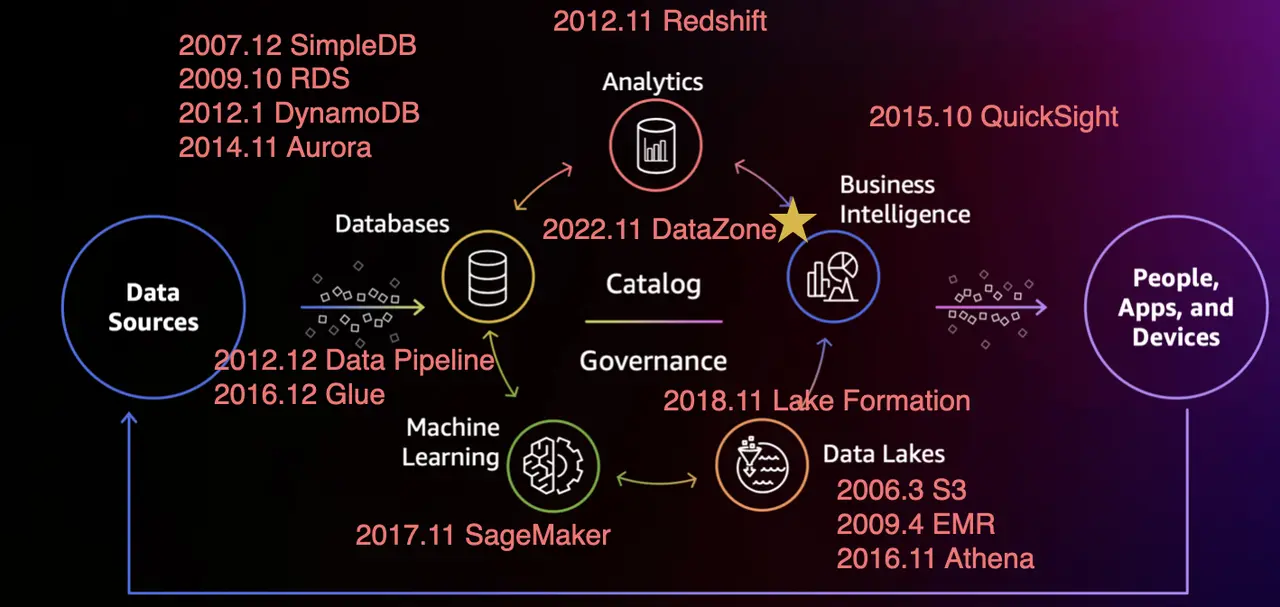 2012.11 Redshift
2007.12 SimpleDB
2009.10 RDS
2012.1 DynamoDB
2014.11 Aurora
Analytics
2015.10 QuickSight
Business
Intelligence
Databases
2022.11 DataZone
Catalog
Governance
Data
Sources
People,
Apps, and
Devices
2012.12 Data Pipeline
2016.12 Glue
2018.11 Lake Formation
Machine
Learning
Data Lakes
2006.3 S3
2009.4 EMR
2016.11 Athena
2017.11 SageMaker